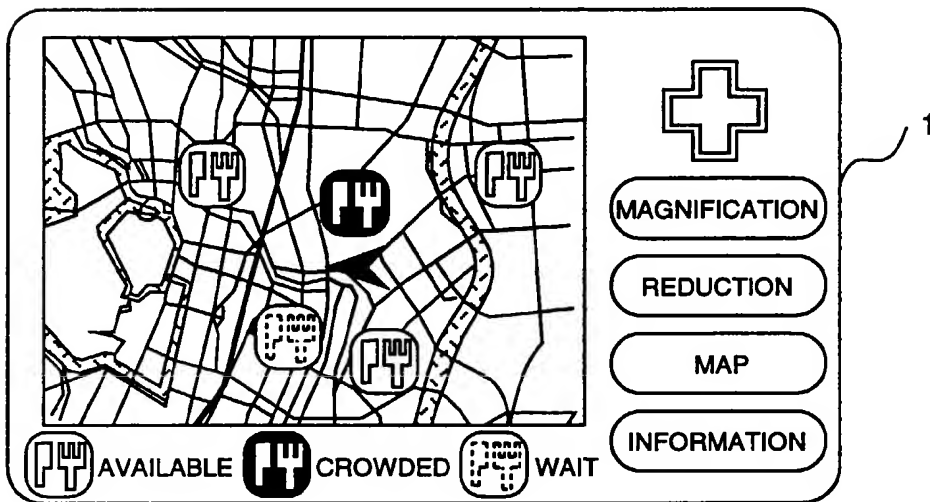 1
MAGNIFICATION
REDUCTION
MAP
INFORMATION
AVAILABLE CROWDED WAIT